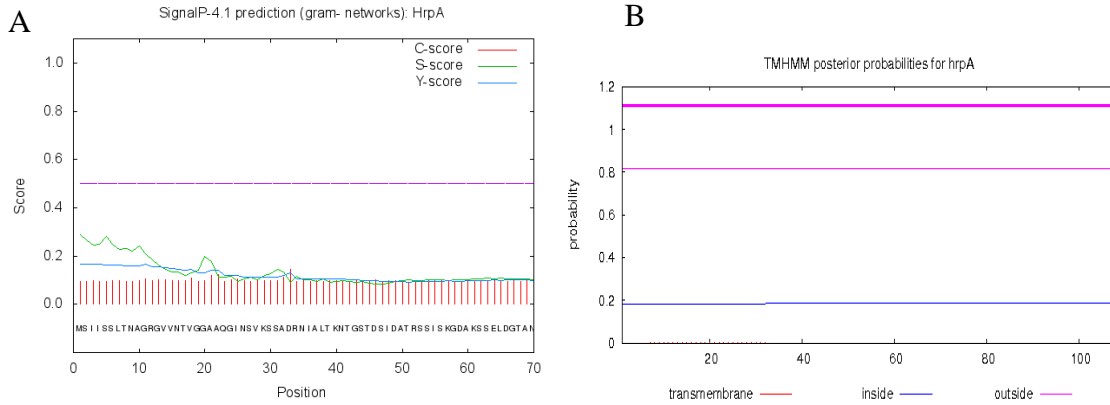 A
SignalP-4.1 prediction (gram- networks): HrpA
C-score
S-score
Y-score
1.0
0.8
0.6
0.4
0.2
0.0
Score
MSIISSLTNAGRGVVNTVGGAAQGINSVKSSADRNIALTKNTGSTDSIDATRSSISKGDAKSSELDGTAN
0 10 20 30 40 50 60 70
Position
B
TMHMM posterior probabilities for hrpA
1.2
1
0.8
0.6
0.4
0.2
0
probability
20 40 60 80 100
transmembrane inside outside